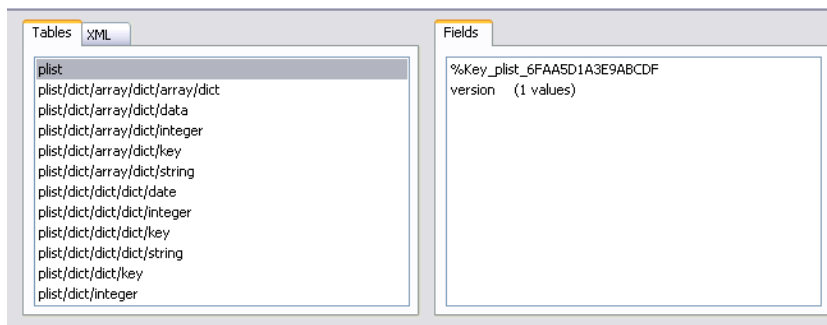 Tables XML
plist
plist/dict/array/dict/array/dict
plist/dict/array/dict/data
plist/dict/array/dict/integer
plist/dict/array/dict/key
plist/dict/array/dict/string
plist/dict/dict/dict/date
plist/dict/dict/dict/integer
plist/dict/dict/dict/key
plist/dict/dict/dict/string
plist/dict/dict/key
plist/dict/integer
Fields
%Key_plist_6FAA5D1A3E9ABCDF
version (1 values)